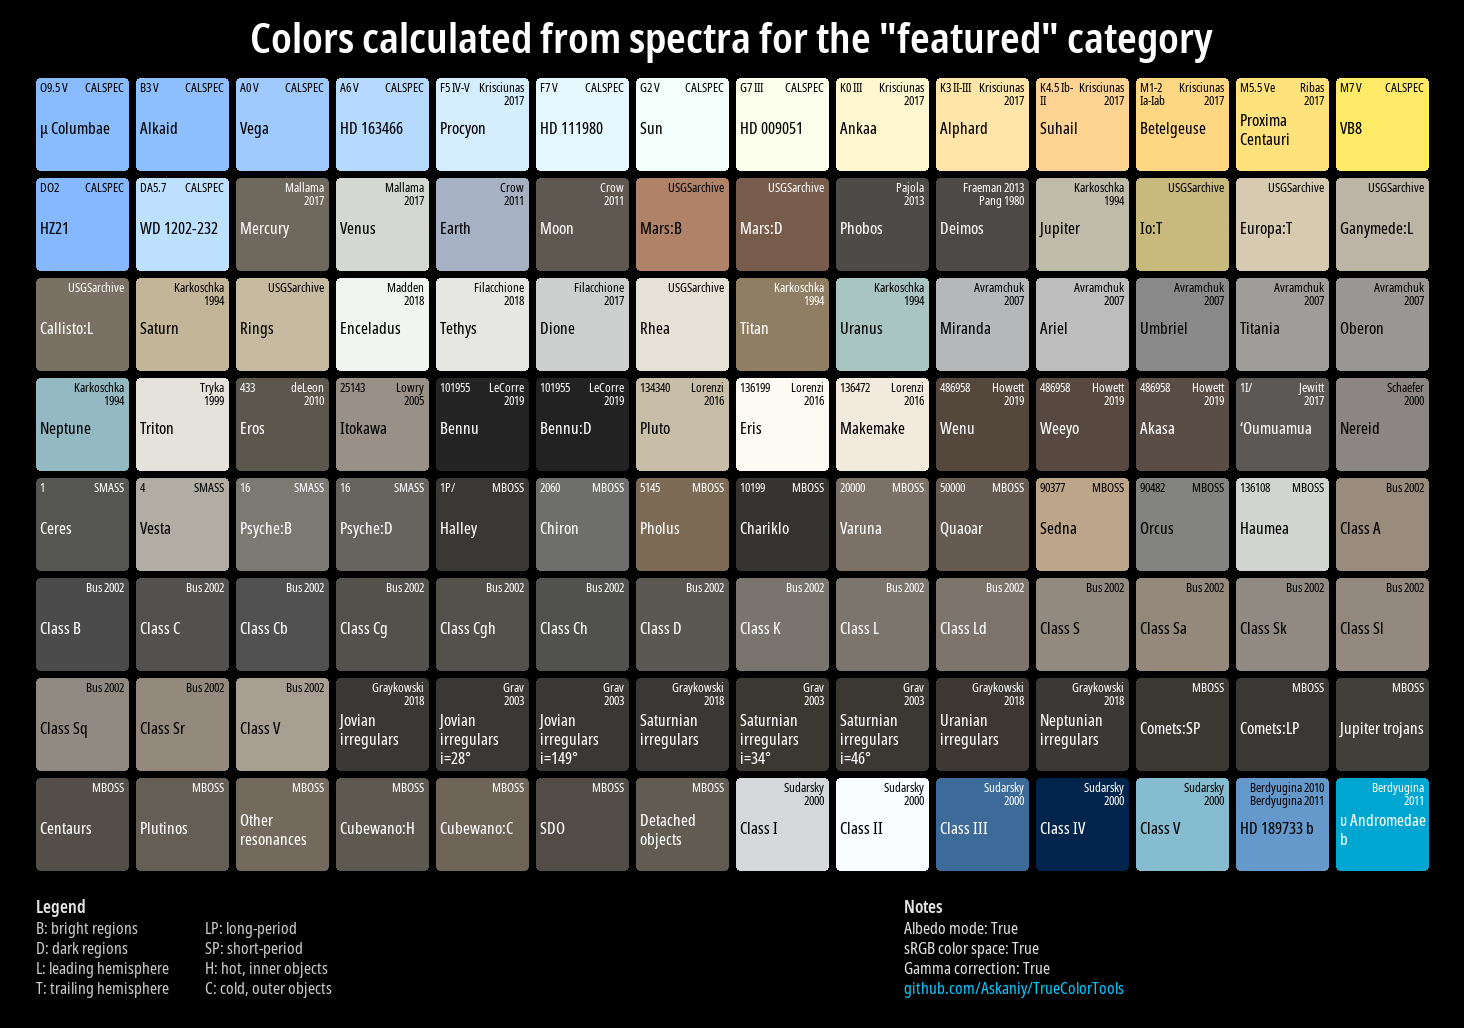 Colors calculated from spectra for the "featured" category
O9.5 V CALSPEC
μ Columbae
B3 V CALSPEC
Alkaid
A0 V CALSPEC
Vega
A6 V CALSPEC
HD 163466
F5 IV-V Krisciunas
2017
Procyon
F7 V CALSPEC
HD 111980
G2 V CALSPEC
Sun
G7 III CALSPEC
HD 009051
K0 III Krisciunas
2017
Ankaa
K3 II-III Krisciunas
2017
Alphard
K4.5 Ib- Krisciunas
II 2017
Suhail
M1-2 Krisciunas
Ia-Iab 2017
Betelgeuse
M5.5 Ve Ribas
2017
Proxima
Centauri
M7 V CALSPEC
VB8
DO2 CALSPEC
HZ21
DA5.7 CALSPEC
WD 1202-232
Mallama
2017
Mercury
Mallama
2017
Venus
Crow
2011
Earth
Crow
2011
Moon
USGSarchive
Mars:B
USGSarchive
Mars:D
Pajola
2013
Phobos
Fraeman 2013
Pang 1980
Deimos
Karkoschka
1994
Jupiter
USGSarchive
Io:T
USGSarchive
Europa:T
USGSarchive
Ganymede:L
USGSarchive
Callisto:L
Karkoschka
1994
Saturn
USGSarchive
Rings
Madden
2018
Enceladus
Filacchione
2018
Tethys
Filacchione
2017
Dione
USGSarchive
Rhea
Karkoschka
1994
Titan
Karkoschka
1994
Uranus
Avramchuk
2007
Miranda
Avramchuk
2007
Ariel
Avramchuk
2007
Umbriel
Avramchuk
2007
Titania
Avramchuk
2007
Oberon
Karkoschka
1994
Neptune
Tryka
1999
Triton
433 deLeon
2010
Eros
25143 Lowry
2005
Itokawa
101955 LeCorre
2019
Bennu
101955 LeCorre
2019
Bennu:D
134340 Lorenzi
2016
Pluto
136199 Lorenzi
2016
Eris
136472 Lorenzi
2016
Makemake
486958 Howett
2019
Wenu
486958 Howett
2019
Weeyo
486958 Howett
2019
Akasa
1I/ Jewitt
2017
ʻOumuamua
Schaefer
2000
Nereid
1 SMASS
Ceres
4 SMASS
Vesta
16 SMASS
Psyche:B
16 SMASS
Psyche:D
1P/ MBOSS
Halley
2060 MBOSS
Chiron
5145 MBOSS
Pholus
10199 MBOSS
Chariklo
20000 MBOSS
Varuna
50000 MBOSS
Quaoar
90377 MBOSS
Sedna
90482 MBOSS
Orcus
136108 MBOSS
Haumea
Bus 2002
Class A
Bus 2002
Class B
Bus 2002
Class C
Bus 2002
Class Cb
Bus 2002
Class Cg
Bus 2002
Class Cgh
Bus 2002
Class Ch
Bus 2002
Class D
Bus 2002
Class K
Bus 2002
Class L
Bus 2002
Class Ld
Bus 2002
Class S
Bus 2002
Class Sa
Bus 2002
Class Sk
Bus 2002
Class Sl
Bus 2002
Class Sq
Bus 2002
Class Sr
Bus 2002
Class V
Graykowski
2018
Jovian
irregulars
Grav
2003
Jovian
irregulars
i=28°
Grav
2003
Jovian
irregulars
i=149°
Graykowski
2018
Saturnian
irregulars
Grav
2003
Saturnian
irregulars
i=34°
Grav
2003
Saturnian
irregulars
i=46°
Graykowski
2018
Uranian
irregulars
Graykowski
2018
Neptunian
irregulars
MBOSS
Comets:SP
MBOSS
Comets:LP
MBOSS
Jupiter trojans
MBOSS
Centaurs
MBOSS
Plutinos
MBOSS
Other
resonances
MBOSS
Cubewano:H
MBOSS
Cubewano:C
MBOSS
SDO
MBOSS
Detached
objects
Sudarsky
2000
Class I
Sudarsky
2000
Class II
Sudarsky
2000
Class III
Sudarsky
2000
Class IV
Sudarsky
2000
Class V
Berdyugina 2010
Berdyugina 2011
HD 189733 b
Berdyugina
2011
υ Andromedae
b
Legend
B: bright regions
D: dark regions
L: leading hemisphere
T: trailing hemisphere
LP: long-period
SP: short-period
H: hot, inner objects
C: cold, outer objects
Notes
Albedo mode: True
sRGB color space: True
Gamma correction: True
github.com/Askaniy/TrueColorTools